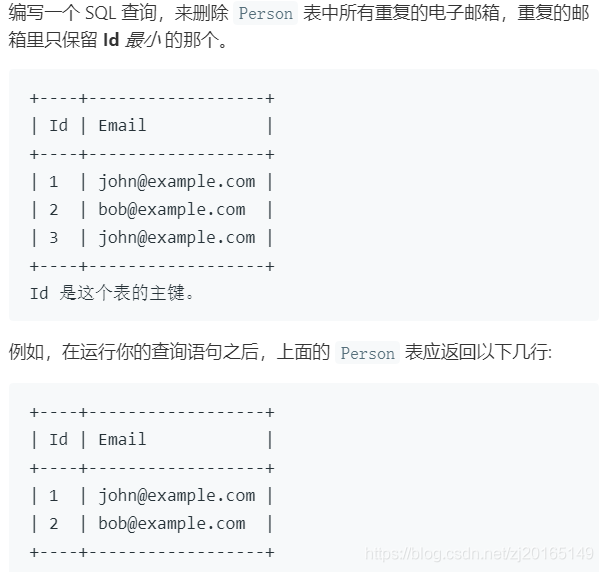 编写一个 SQL 查询，来删除 Person 表中所有重复的电子邮箱，重复的邮
箱里只保留 Id 最小 的那个。
+----+------------------+
| Id | Email            |
+----+------------------+
| 1  | john@example.com |
| 2  | bob@example.com  |
| 3  | john@example.com |
+----+------------------+
Id 是这个表的主键。
例如，在运行你的查询语句之后，上面的 Person 表应返回以下几行:
+----+------------------+
| Id | Email            |
+----+------------------+
| 1  | john@example.com |
| 2  | bob@example.com  |
+----+------------------+
https://blog.csdn.net/zj20165149